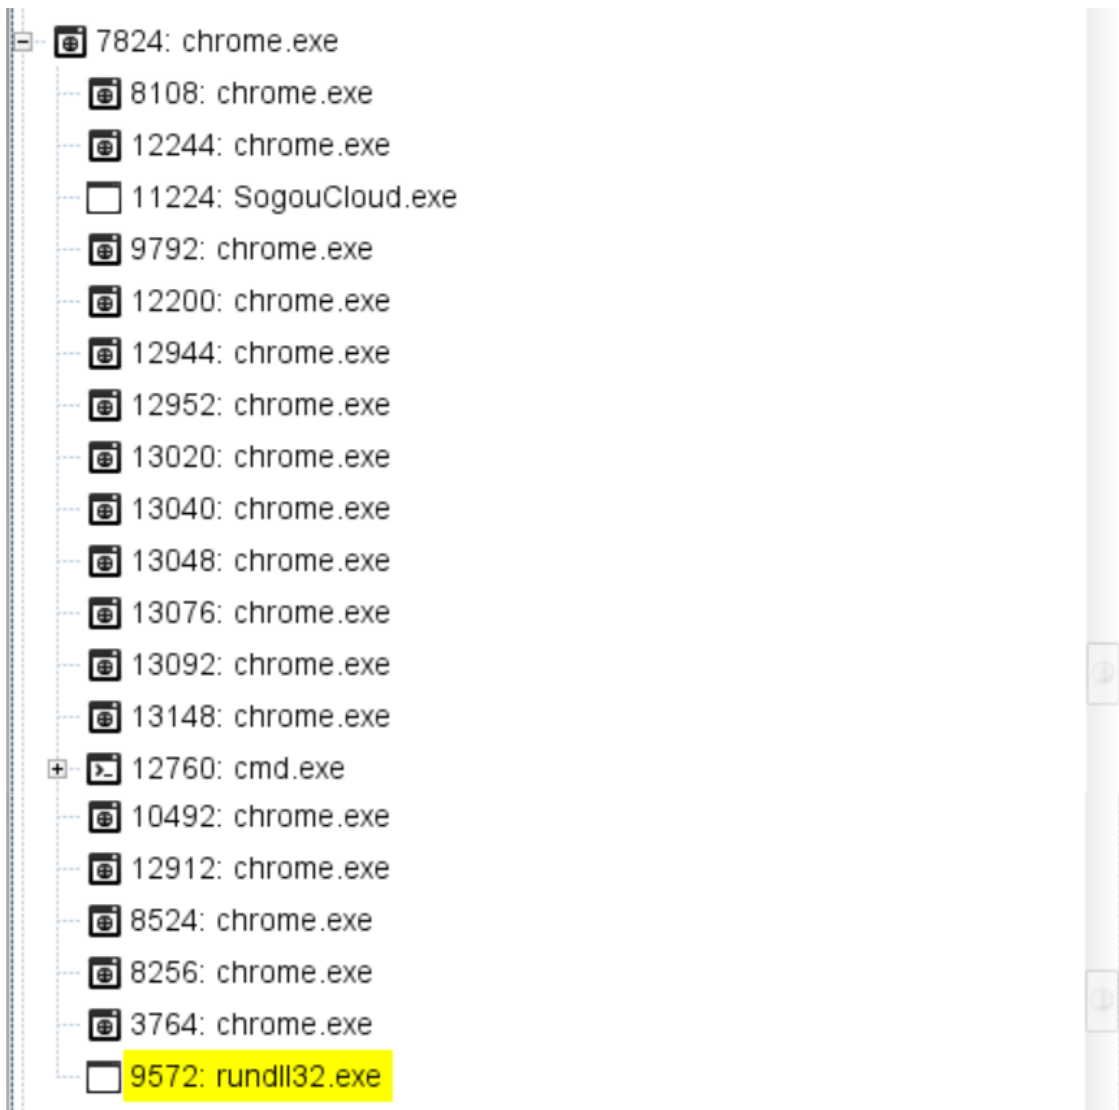 7824: chrome.exe
8108: chrome.exe
12244: chrome.exe
11224: SogouCloud.exe
9792: chrome.exe
12200: chrome.exe
12944: chrome.exe
12952: chrome.exe
13020: chrome.exe
13040: chrome.exe
13048: chrome.exe
13076: chrome.exe
13092: chrome.exe
13148: chrome.exe
12760: cmd.exe
10492: chrome.exe
12912: chrome.exe
8524: chrome.exe
8256: chrome.exe
3764: chrome.exe
9572: rundll32.exe